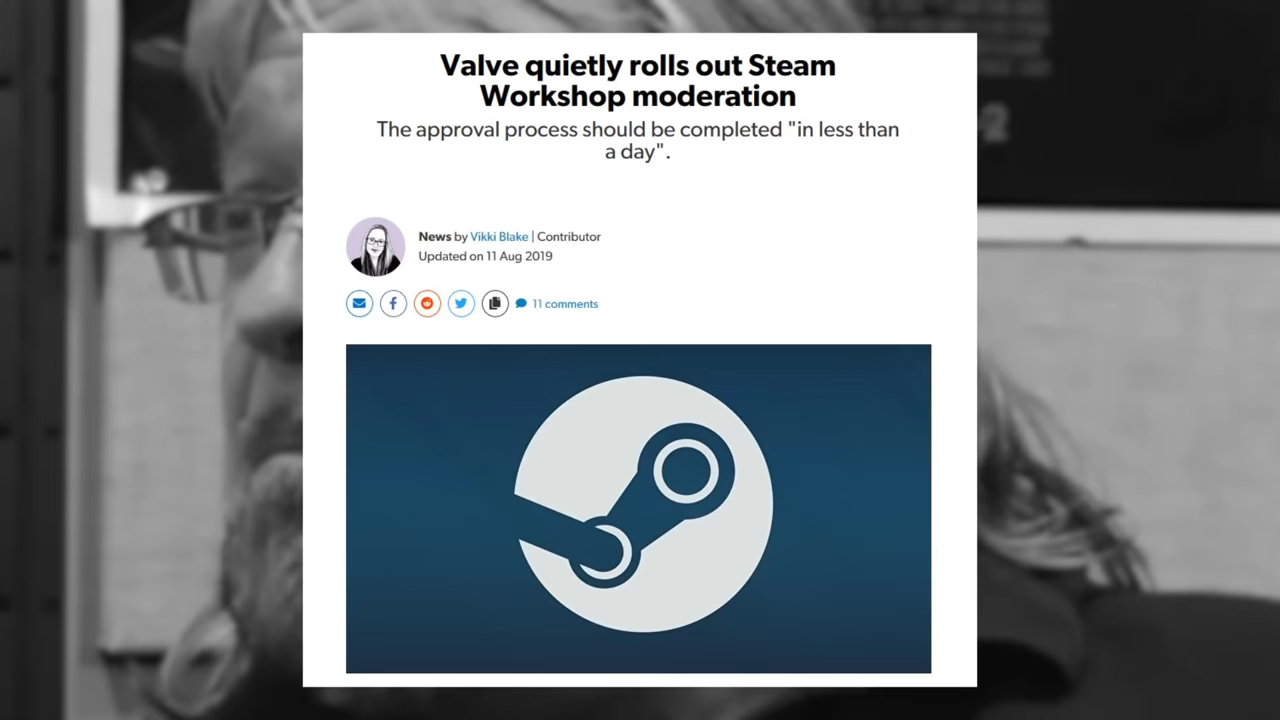 Valve quietly rolls out Steam
Workshop moderation
The approval process should be completed "in less than
a day".
News by Vikki Blake | Contributor
Updated on 11 Aug 2019
11 comments